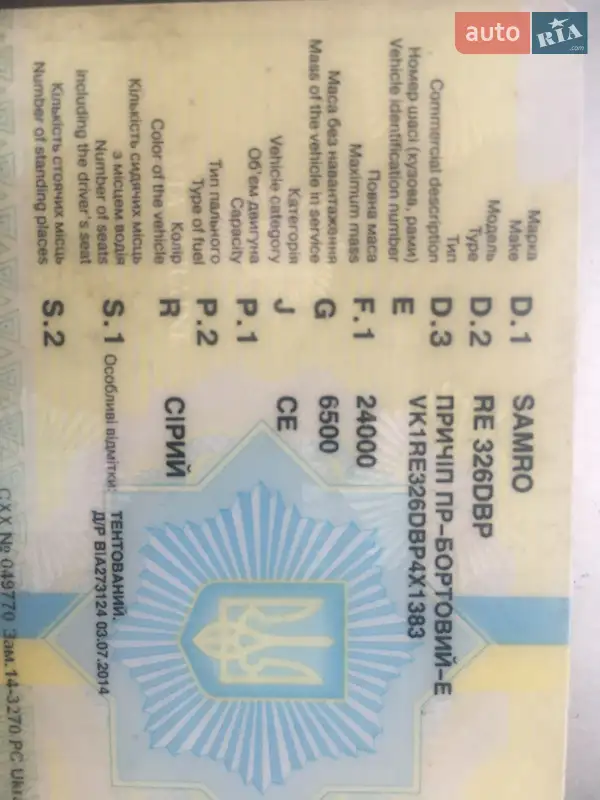 auto RIA .com
Марка
Make D.1 SAMRO
Модель
Type D.2 RE 326DBP
Тип
Commercial description D.3 ПРИЧІП ПР-БОРТОВИЙ-Е
Номер шасі (кузова, рами)
Vehicle identification number E VK1RE326DBP4X1383
Повна маса
Maximum mass F.1 24000
Маса без навантаження
Mass of the vehicle in service G 6500
Категорія
Vehicle category J CE
Об'єм двигуна
Capacity P.1
Тип пального
Type of fuel P.2
Колір
Color of the vehicle R СІРИЙ
Кількість сидячих місць
з місцем водія
Number of seats
including the driver's seat S.1
Особливі відмітки: ТЕНТОВАНИЙ.
Д/Р ВІА273124 03.07.2014
Кількість стоячих місць
Number of standing places S.2
СХХ № 049770 Зам.14-3270 РС Ukr